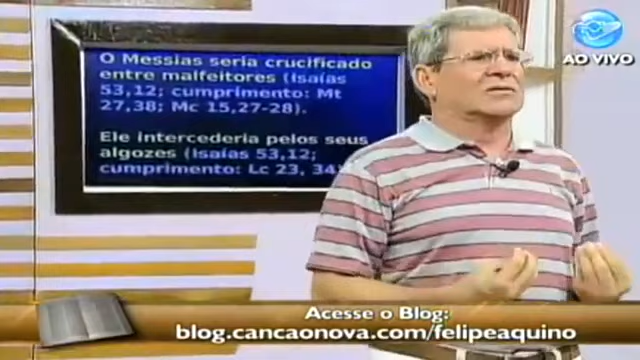 AO VIVO
O Messias seria crucificado
entre malfeitores (Isaías
53,12; cumprimento: Mt
27,38; Mc 15,27-28).
Ele intercederia pelos seus
algozes (Isaías 53,12;
cumprimento: Lc 23, 34
Acesse o Blog:
blog.cancaonova.com/felipeaquino